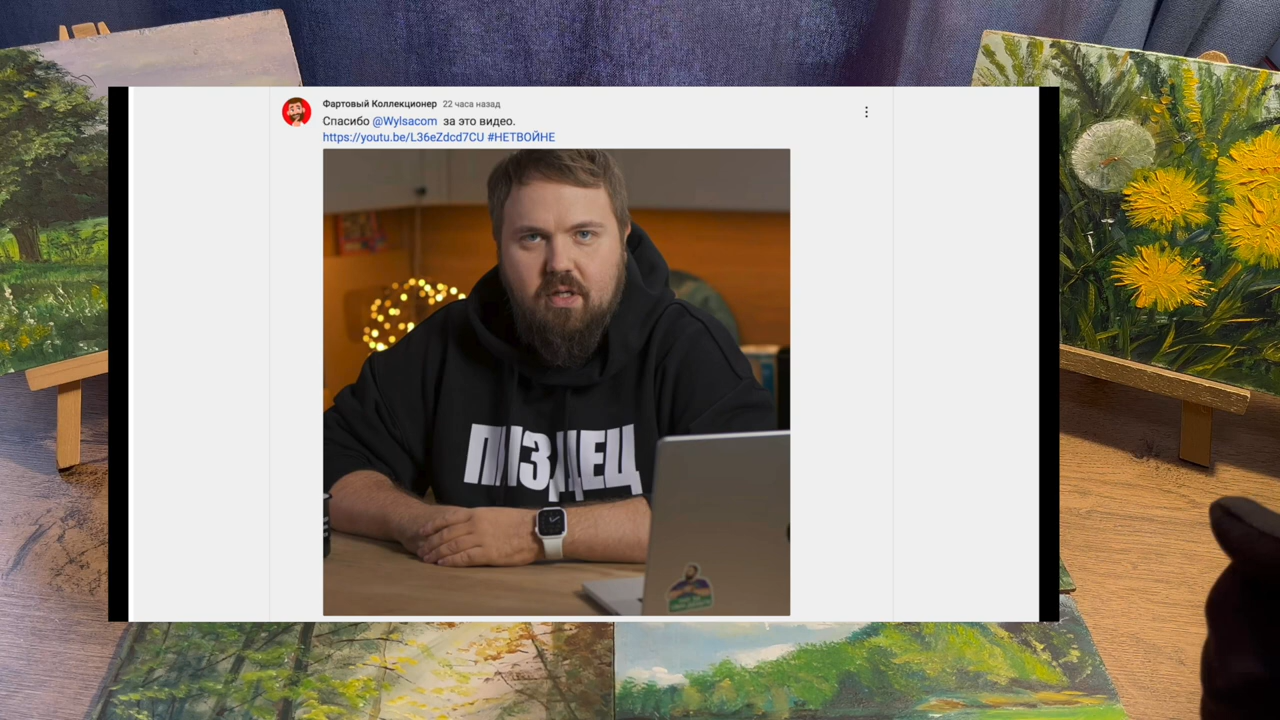 Фартовый Коллекционер 22 часа назад
Спасибо @Wylsacom за это видео.
https://youtu.be/L36eZdcd7CU #НЕТВОЙНЕ
ПИЗДЕЦ